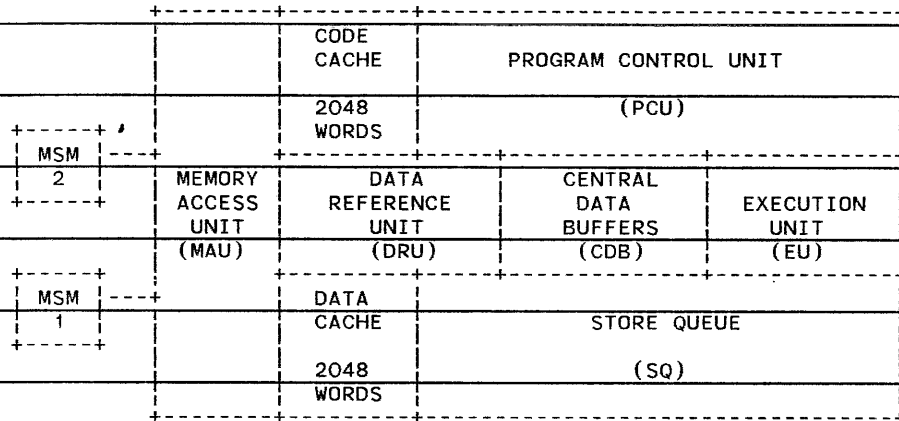 CODE
CACHE PROGRAM CONTROL UNIT
2048 (PCU)
WORDS
MSM
2 MEMORY DATA CENTRAL
ACCESS REFERENCE DATA EXECUTION
UNIT UNIT BUFFERS UNIT
(MAU) (DRU) (CDB) (EU)
MSM DATA
1 CACHE STORE QUEUE
2048 (SQ)
WORDS